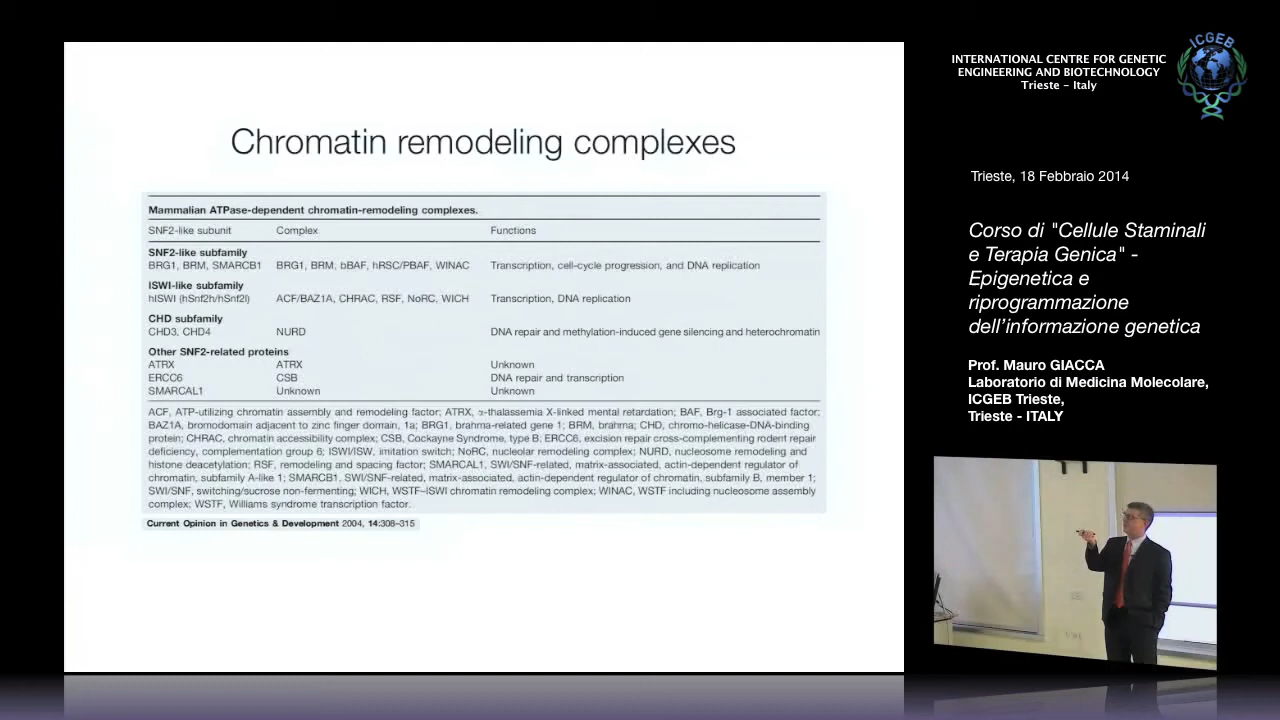 Chromatin remodeling complexes
Mammalian ATPase-dependent chromatin-remodeling complexes.
SNF2-like subunit Complex Functions
SNF2-like subfamily
BRG1, BRM, SMARCB1 BRG1, BRM, bBAF, hRSC/PBAF, WINAC Transcription, cell-cycle progression, and DNA replication
ISWI-like subfamily
hISWI (hSnf2h/hSnf2l) ACF/BAZ1A, CHRAC, RSF, NoRC, WICH Transcription, DNA replication
CHD subfamily
CHD3, CHD4 NURD DNA repair and methylation-induced gene silencing and heterochromatin
Other SNF2-related proteins
ATRX ATRX Unknown
ERCC6 CSB DNA repair and transcription
SMARCAL1 Unknown Unknown
ACF, ATP-utilizing chromatin assembly and remodeling factor; ATRX, α-thalassemia X-linked mental retardation; BAF, Brg-1 associated factor;
BAZ1A, bromodomain adjacent to zinc finger domain, 1a; BRG1, brahma-related gene 1; BRM, brahma; CHD, chromo-helicase-DNA-binding
protein; CHRAC, chromatin accessibility complex; CSB, Cockayne Syndrome, type B; ERCC6, excision repair cross-complementing rodent repair
deficiency, complementation group 6; ISWI/ISW, imitation switch; NoRC, nucleolar remodeling complex; NURD, nucleosome remodeling and
histone deacetylation; RSF, remodeling and spacing factor; SMARCAL1, SWI/SNF-related, matrix-associated, actin-dependent regulator of
chromatin, subfamily A-like 1; SMARCB1. SWI/SNF-related, matrix-associated, actin-dependent regulator of chromatin, subfamily B, member 1;
SWI/SNF, switching/sucrose non-fermenting; WICH, WSTF–ISWI chromatin remodeling complex; WINAC, WSTF including nucleosome assembly
complex; WSTF, Williams syndrome transcription factor.
Current Opinion in Genetics & Development 2004, 14:308–315
INTERNATIONAL CENTRE FOR GENETIC
ENGINEERING AND BIOTECHNOLOGY
Trieste - Italy
ICGEB
Trieste, 18 Febbraio 2014
Corso di "Cellule Staminali
e Terapia Genica" -
Epigenetica e
riprogrammazione
dell'informazione genetica
Prof. Mauro GIACCA
Laboratorio di Medicina Molecolare,
ICGEB Trieste,
Trieste - ITALY